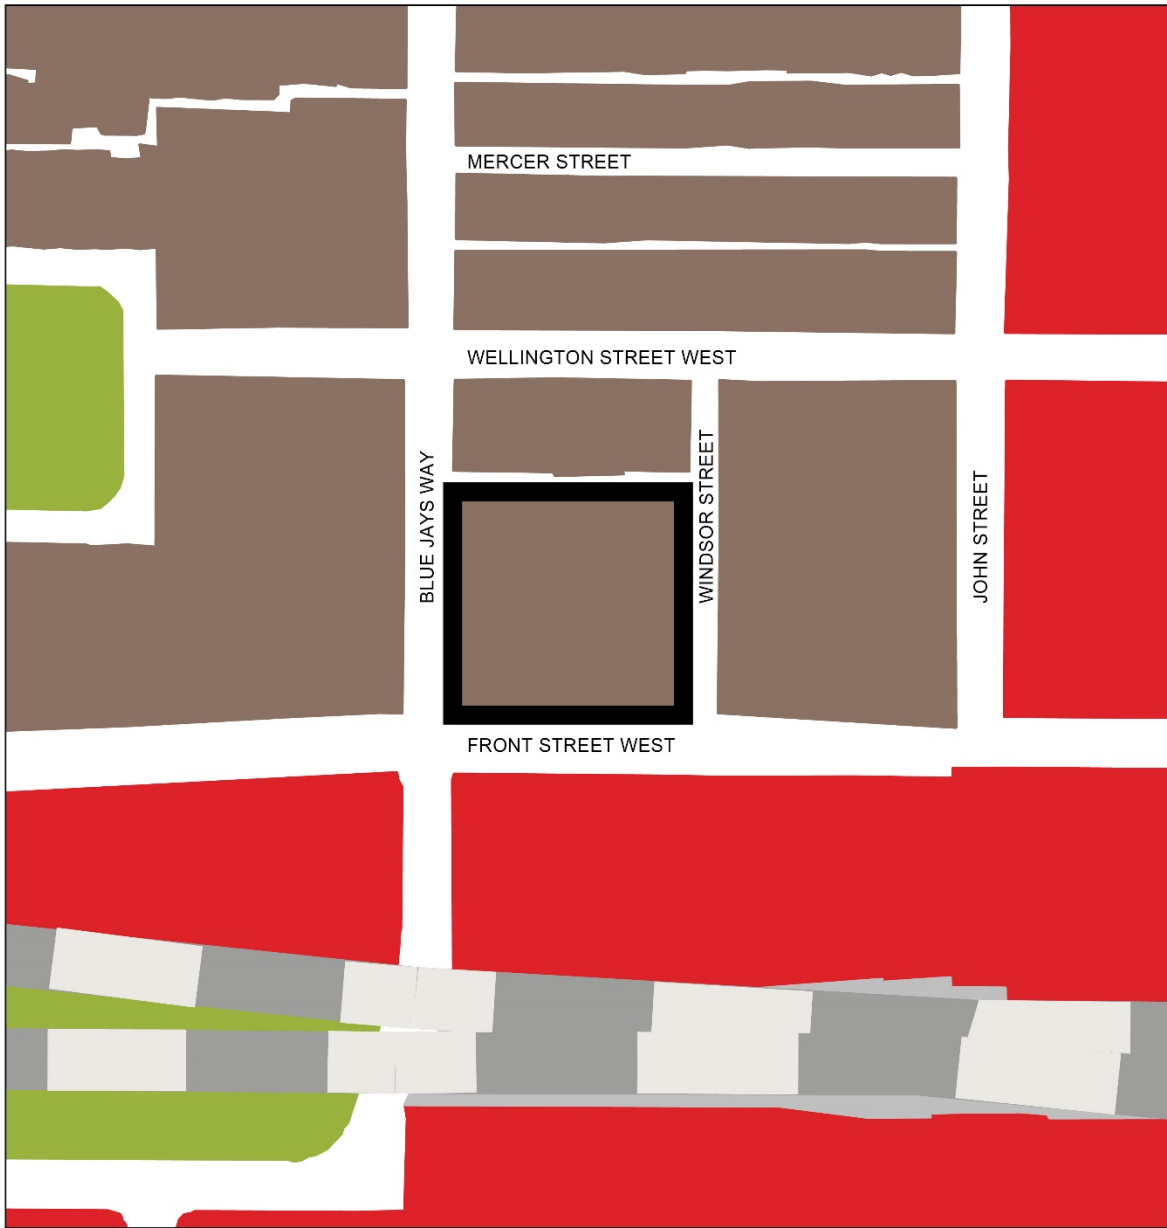 MERCER STREET
WELLINGTON STREET WEST
BLUE JAYS WAY
WINDSOR STREET
JOHN STREET
FRONT STREET WEST